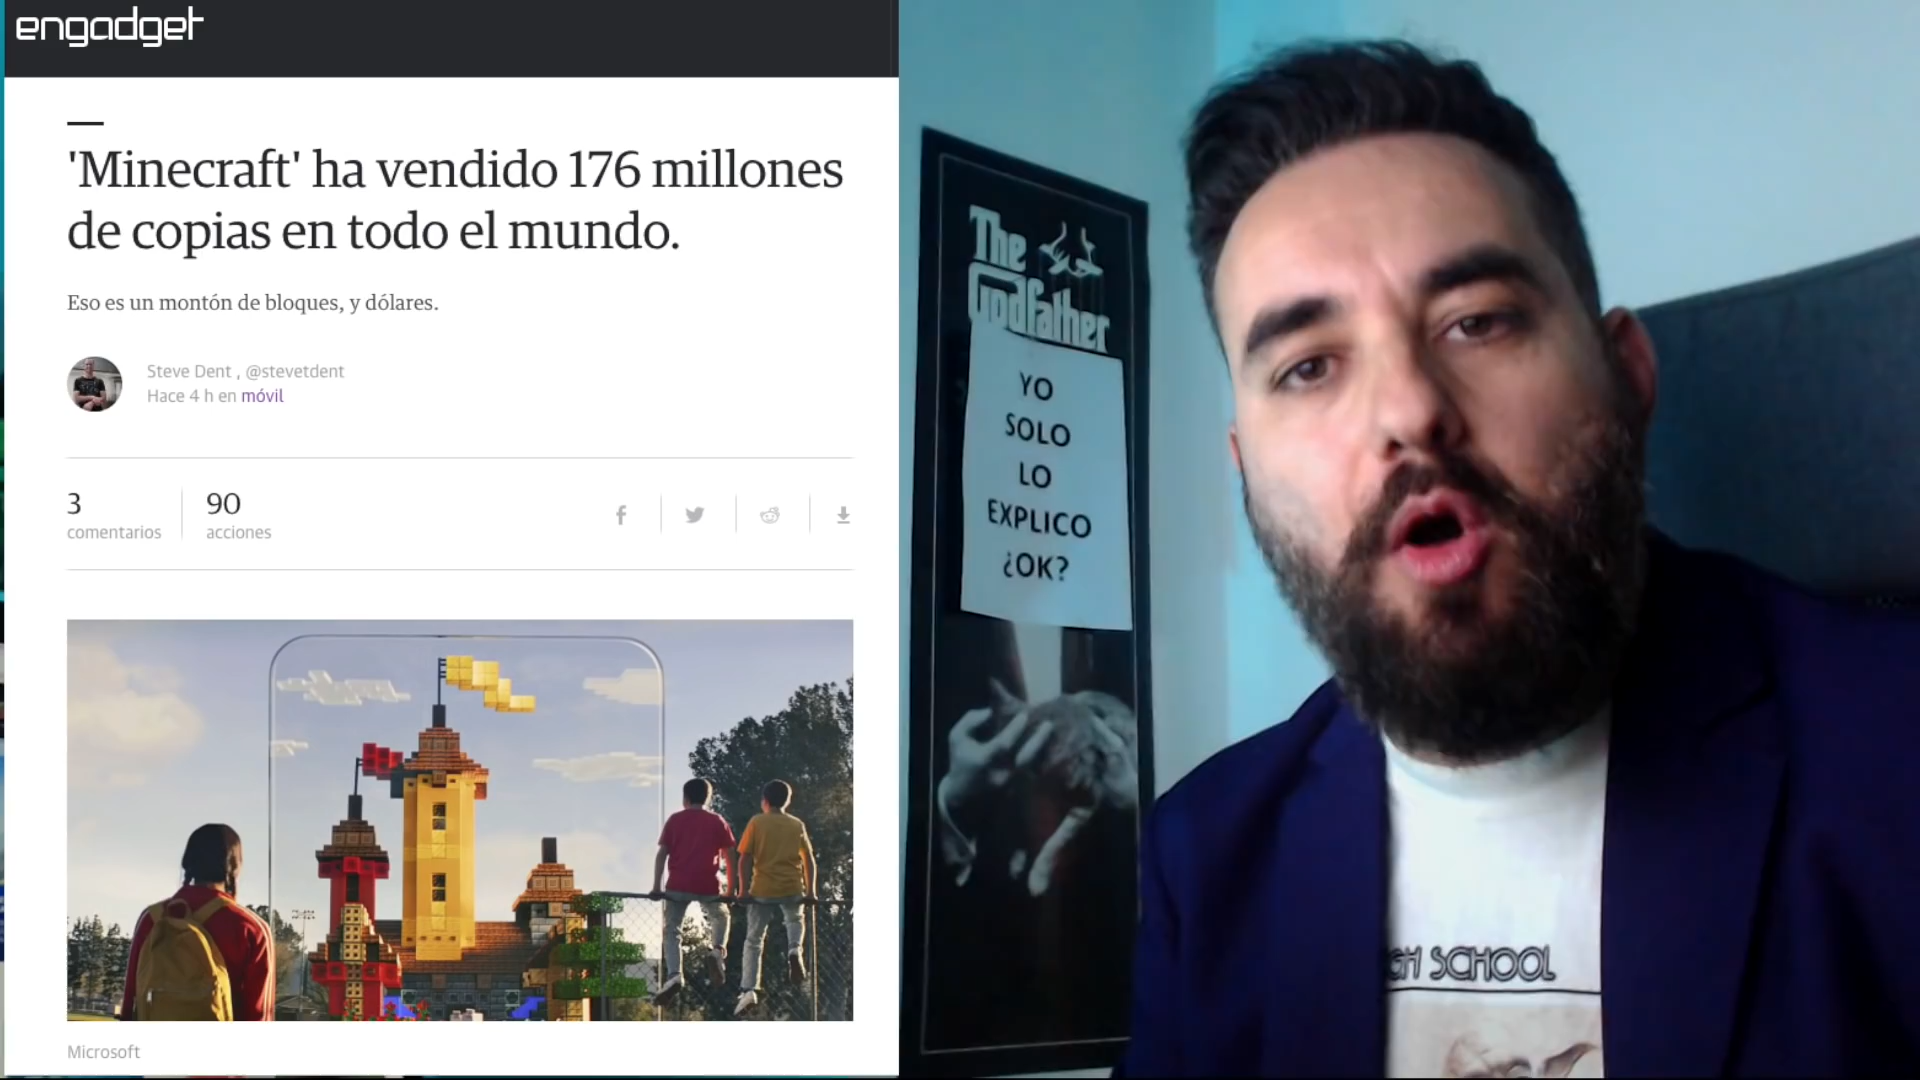 engadget
'Minecraft' ha vendido 176 millones
de copias en todo el mundo.
Eso es un montón de bloques, y dólares.
Steve Dent , @stevetdent
Hace 4 h en móvil
3
comentarios
90
acciones
Microsoft
The
Godfather
YO
SOLO
LO
EXPLICO
¿OK?
GH SCHOOL